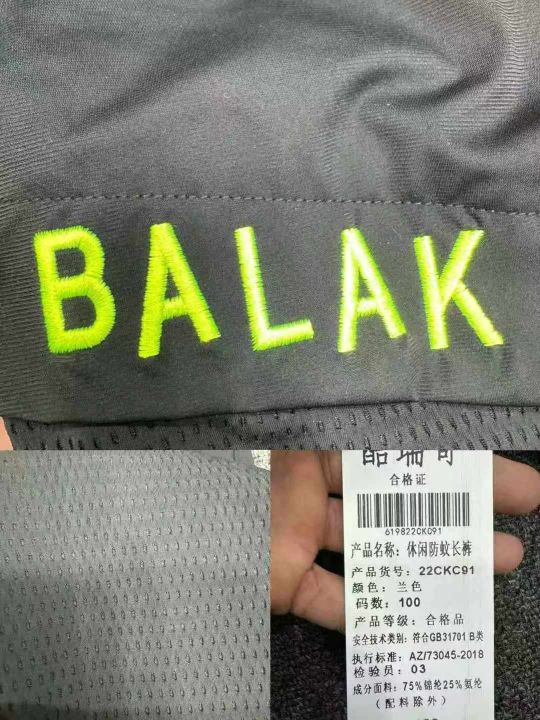 BALAK
合格证
619822CKC91
产品名称：休闲防蚊长裤
产品货号：22CKC91
颜色：兰色
码数：100
产品等级：合格品
安全技术类别：符合GB31701 B类
执行标准：AZ/73045-2018
检验员：03
成分面料：75%锦纶25%氨纶
（配料除外）